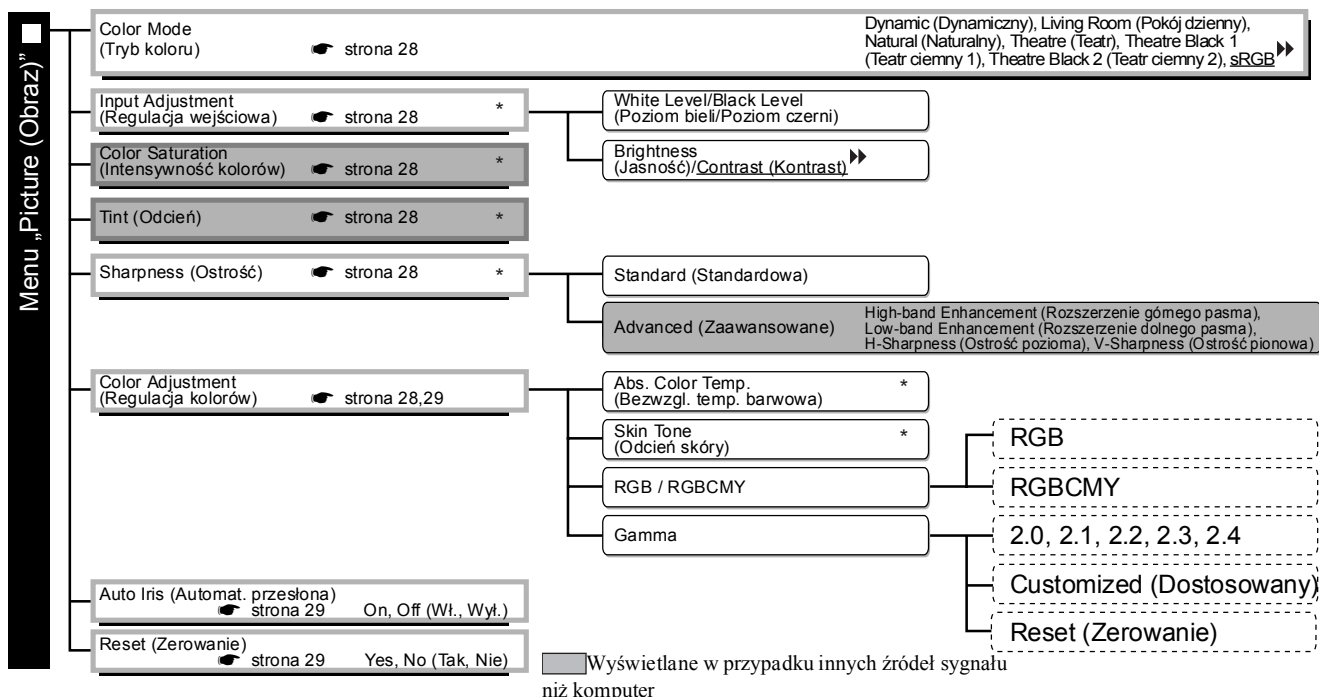 Menu „Picture (Obraz)”
Color Mode
(Tryb koloru) ☛ strona 28
Dynamic (Dynamiczny), Living Room (Pokój dzienny),
Natural (Naturalny), Theatre (Teatr), Theatre Black 1
(Teatr ciemny 1), Theatre Black 2 (Teatr ciemny 2), sRGB
Input Adjustment
(Regulacja wejściowa) ☛ strona 28 *
White Level/Black Level
(Poziom bieli/Poziom czerni)
Brightness
(Jasność)/Contrast (Kontrast)
Color Saturation
(Intensywność kolorów) ☛ strona 28 *
Tint (Odcień) ☛ strona 28 *
Sharpness (Ostrość) ☛ strona 28 *
Standard (Standardowa)
Advanced (Zaawansowane)
High-band Enhancement (Rozszerzenie górnego pasma),
Low-band Enhancement (Rozszerzenie dolnego pasma),
H-Sharpness (Ostrość pozioma), V-Sharpness (Ostrość pionowa)
Color Adjustment
(Regulacja kolorów) ☛ strona 28,29
Abs. Color Temp. *
(Bezwzgl. temp. barwowa)
Skin Tone *
(Odcień skóry)
RGB / RGBCMY
RGB
RGBCMY
Gamma
2.0, 2.1, 2.2, 2.3, 2.4
Customized (Dostosowany)
Reset (Zerowanie)
Auto Iris (Automat. przesłona)
☛ strona 29 On, Off (Wł., Wył.)
Reset (Zerowanie)
☛ strona 29 Yes, No (Tak, Nie)
Wyświetlane w przypadku innych źródeł sygnału
niż komputer